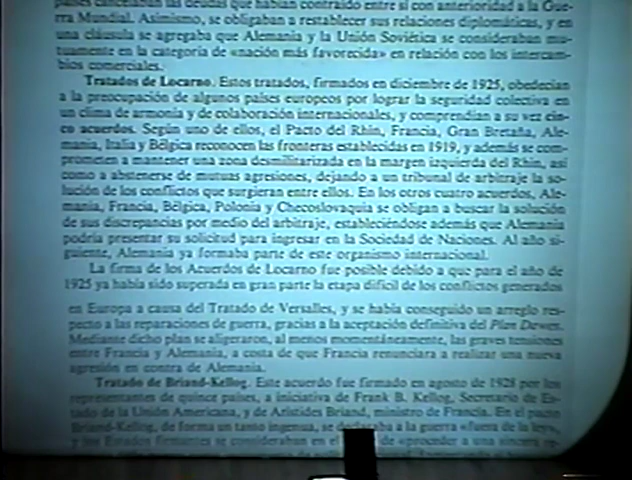 países cancelaban las deudas que habían contraído entre sí con anterioridad a la Gue-
rra Mundial. Asimismo, se obligaban a restablecer sus relaciones diplomáticas, y en
una cláusula se agregaba que Alemania y la Unión Soviética se consideraban mu-
tuamente en la categoría de «nación más favorecida» en relación con los intercam-
bios comerciales.
Tratados de Locarno. Estos tratados, firmados en diciembre de 1925, obedecían
a la preocupación de algunos países europeos por lograr la seguridad colectiva en
un clima de armonía y de colaboración internacionales, y comprendían a su vez cin-
co acuerdos. Según uno de ellos, el Pacto del Rhin, Francia, Gran Bretaña, Ale-
mania, Italia y Bélgica reconocen las fronteras establecidas en 1919, y además se com-
prometen a mantener una zona desmilitarizada en la margen izquierda del Rhin, así
como a abstenerse de mutuas agresiones, dejando a un tribunal de arbitraje la so-
lución de los conflictos que surgieran entre ellos. En los otros cuatro acuerdos, Ale-
mania, Francia, Bélgica, Polonia y Checoslovaquia se obligan a buscar la solución
de sus discrepancias por medio del arbitraje, estableciéndose además que Alemania
podría presentar su solicitud para ingresar en la Sociedad de Naciones. Al año si-
guiente, Alemania ya formaba parte de este organismo internacional.
La firma de los Acuerdos de Locarno fue posible debido a que para el año de
1925 ya había sido superada en gran parte la etapa difícil de los conflictos generados
en Europa a causa del Tratado de Versalles, y se había conseguido un arreglo res-
pecto a las reparaciones de guerra, gracias a la aceptación definitiva del Plan Dawes.
Mediante dicho plan se aligeraron, al menos momentáneamente, las graves tensiones
entre Francia y Alemania, a costa de que Francia renunciara a realizar una nueva
agresión en contra de Alemania.
Tratado de Briand-Kellog. Este acuerdo fue firmado en agosto de 1928 por los
representantes de quince países, a iniciativa de Frank B. Kellog, Secretario de Es-
tado de la Unión Americana, y de Arístides Briand, ministro de Francia. En el pacto
Briand-Kellog, de forma un tanto ingenua, se a la guerra «fuera de la ley»,
y los Estados firmantes se consideraban en el de «proceder a una